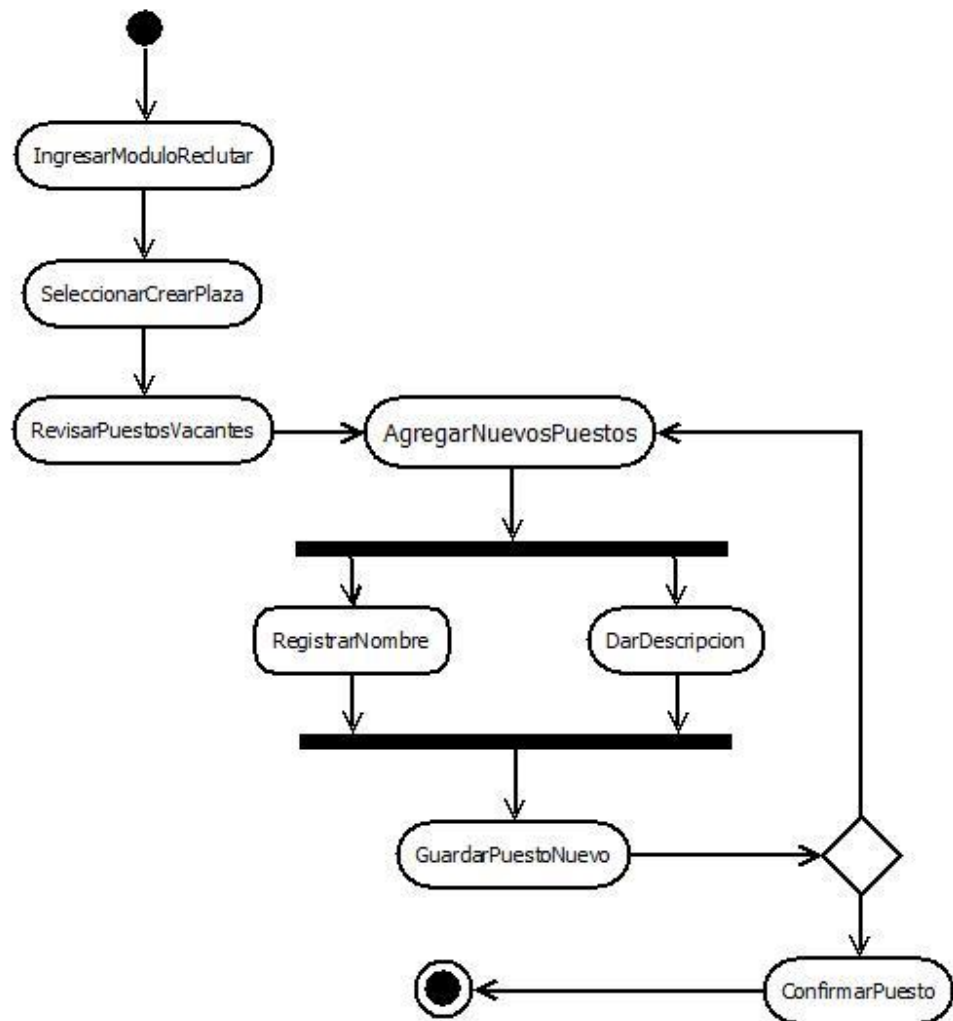 IngresarModuloReclutar
SeleccionarCrearPlaza
RevisarPuestosVacantes
AgregarNuevosPuestos
RegistrarNombre
DarDescripcion
GuardarPuestoNuevo
ConfirmarPuesto